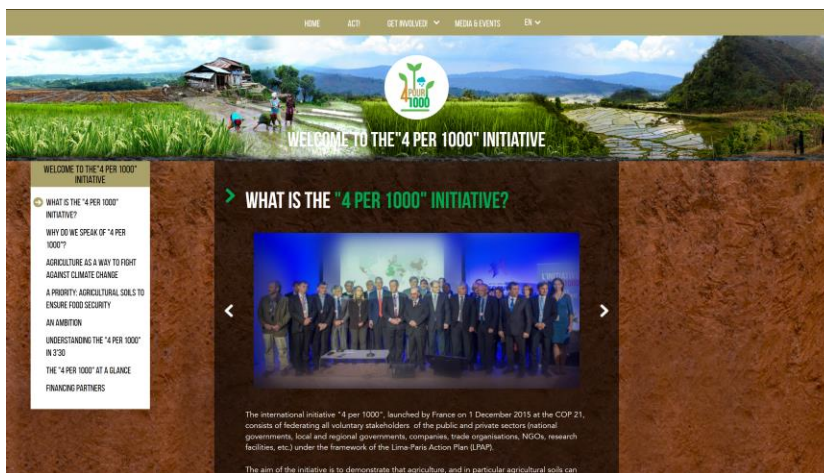 HOME ACT! GET INVOLVED! MEDIA & EVENTS EN
4 POUR
1000
WELCOME TO THE"4 PER 1000" INITIATIVE
WELCOME TO THE"4 PER 1000"
INITIATIVE
WHAT IS THE "4 PER 1000"
INITIATIVE?
WHY DO WE SPEAK OF "4 PER
1000"?
AGRICULTURE AS A WAY TO FIGHT
AGAINST CLIMATE CHANGE
A PRIORITY: AGRICULTURAL SOILS TO
ENSURE FOOD SECURITY
AN AMBITION
UNDERSTANDING THE "4 PER 1000"
IN 3'30
THE "4 PER 1000" AT A GLANCE
FINANCING PARTNERS
WHAT IS THE "4 PER 1000" INITIATIVE?
The international initiative "4 per 1000", launched by France on 1 December 2015 at the COP 21,
consists of federating all voluntary stakeholders of the public and private sectors (national
governments, local and regional governments, companies, trade organisations, NGOs, research
facilities, etc.) under the framework of the Lima-Paris Action Plan (LPAP).
The aim of the initiative is to demonstrate that agriculture, and in particular agricultural soils can